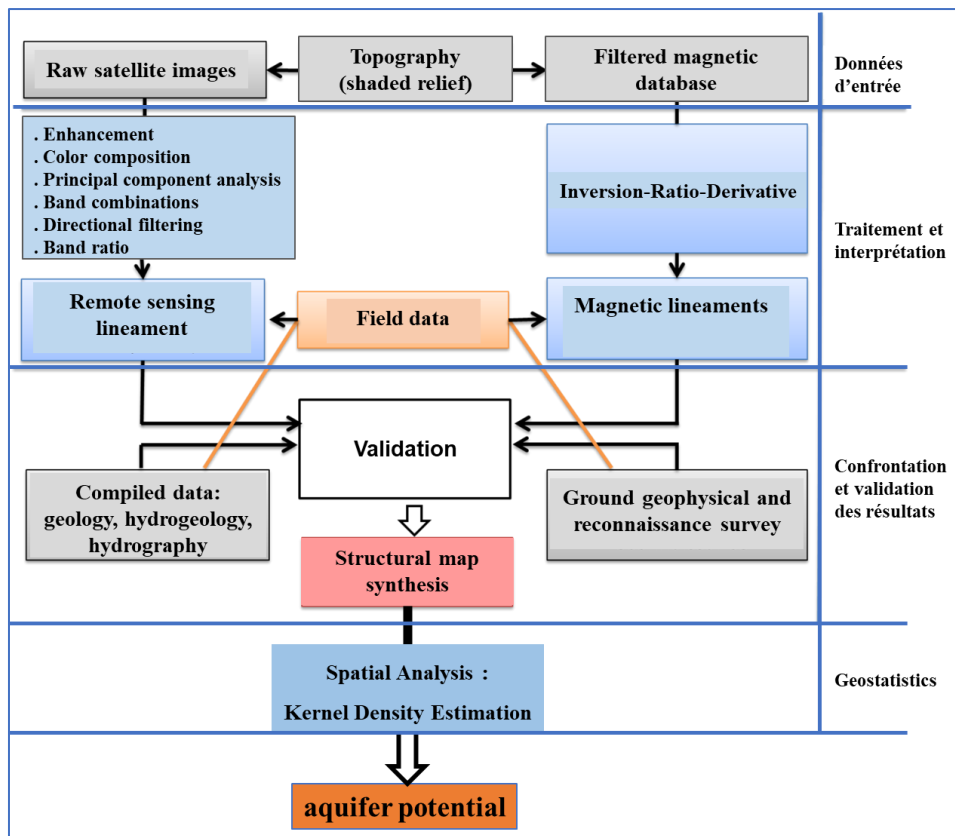 Raw satellite images
Topography
(shaded relief)
Filtered magnetic
database
Données
d'entrée
. Enhancement
. Color composition
. Principal component analysis
. Band combinations
. Directional filtering
. Band ratio
Inversion-Ratio-Derivative
Traitement et
interprétation
Remote sensing
lineament
Field data
Magnetic lineaments
Validation
Compiled data:
geology, hydrogeology,
hydrography
Ground geophysical and
reconnaissance survey
Confrontation
et validation
des résultats
Structural map
synthesis
Spatial Analysis :
Kernel Density Estimation
Geostatistics
aquifer potential